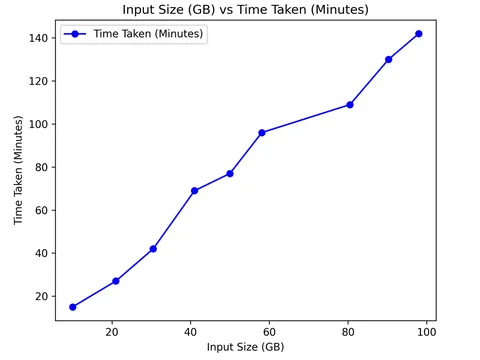 Input Size (GB) vs Time Taken (Minutes)
Time Taken (Minutes)
Time Taken (Minutes)
140
120
100
80
60
40
20
20 40 60 80 100
Input Size (GB)